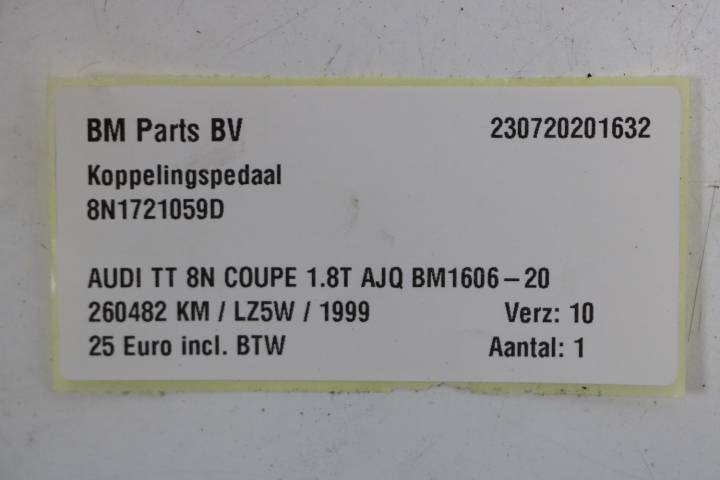 BM Parts BV 230720201632
Koppelingspedaal
8N1721059D
AUDI TT 8N COUPE 1.8T AJQ BM1606-20
260482 KM / LZ5W / 1999 Verz: 10
25 Euro incl. BTW Aantal: 1